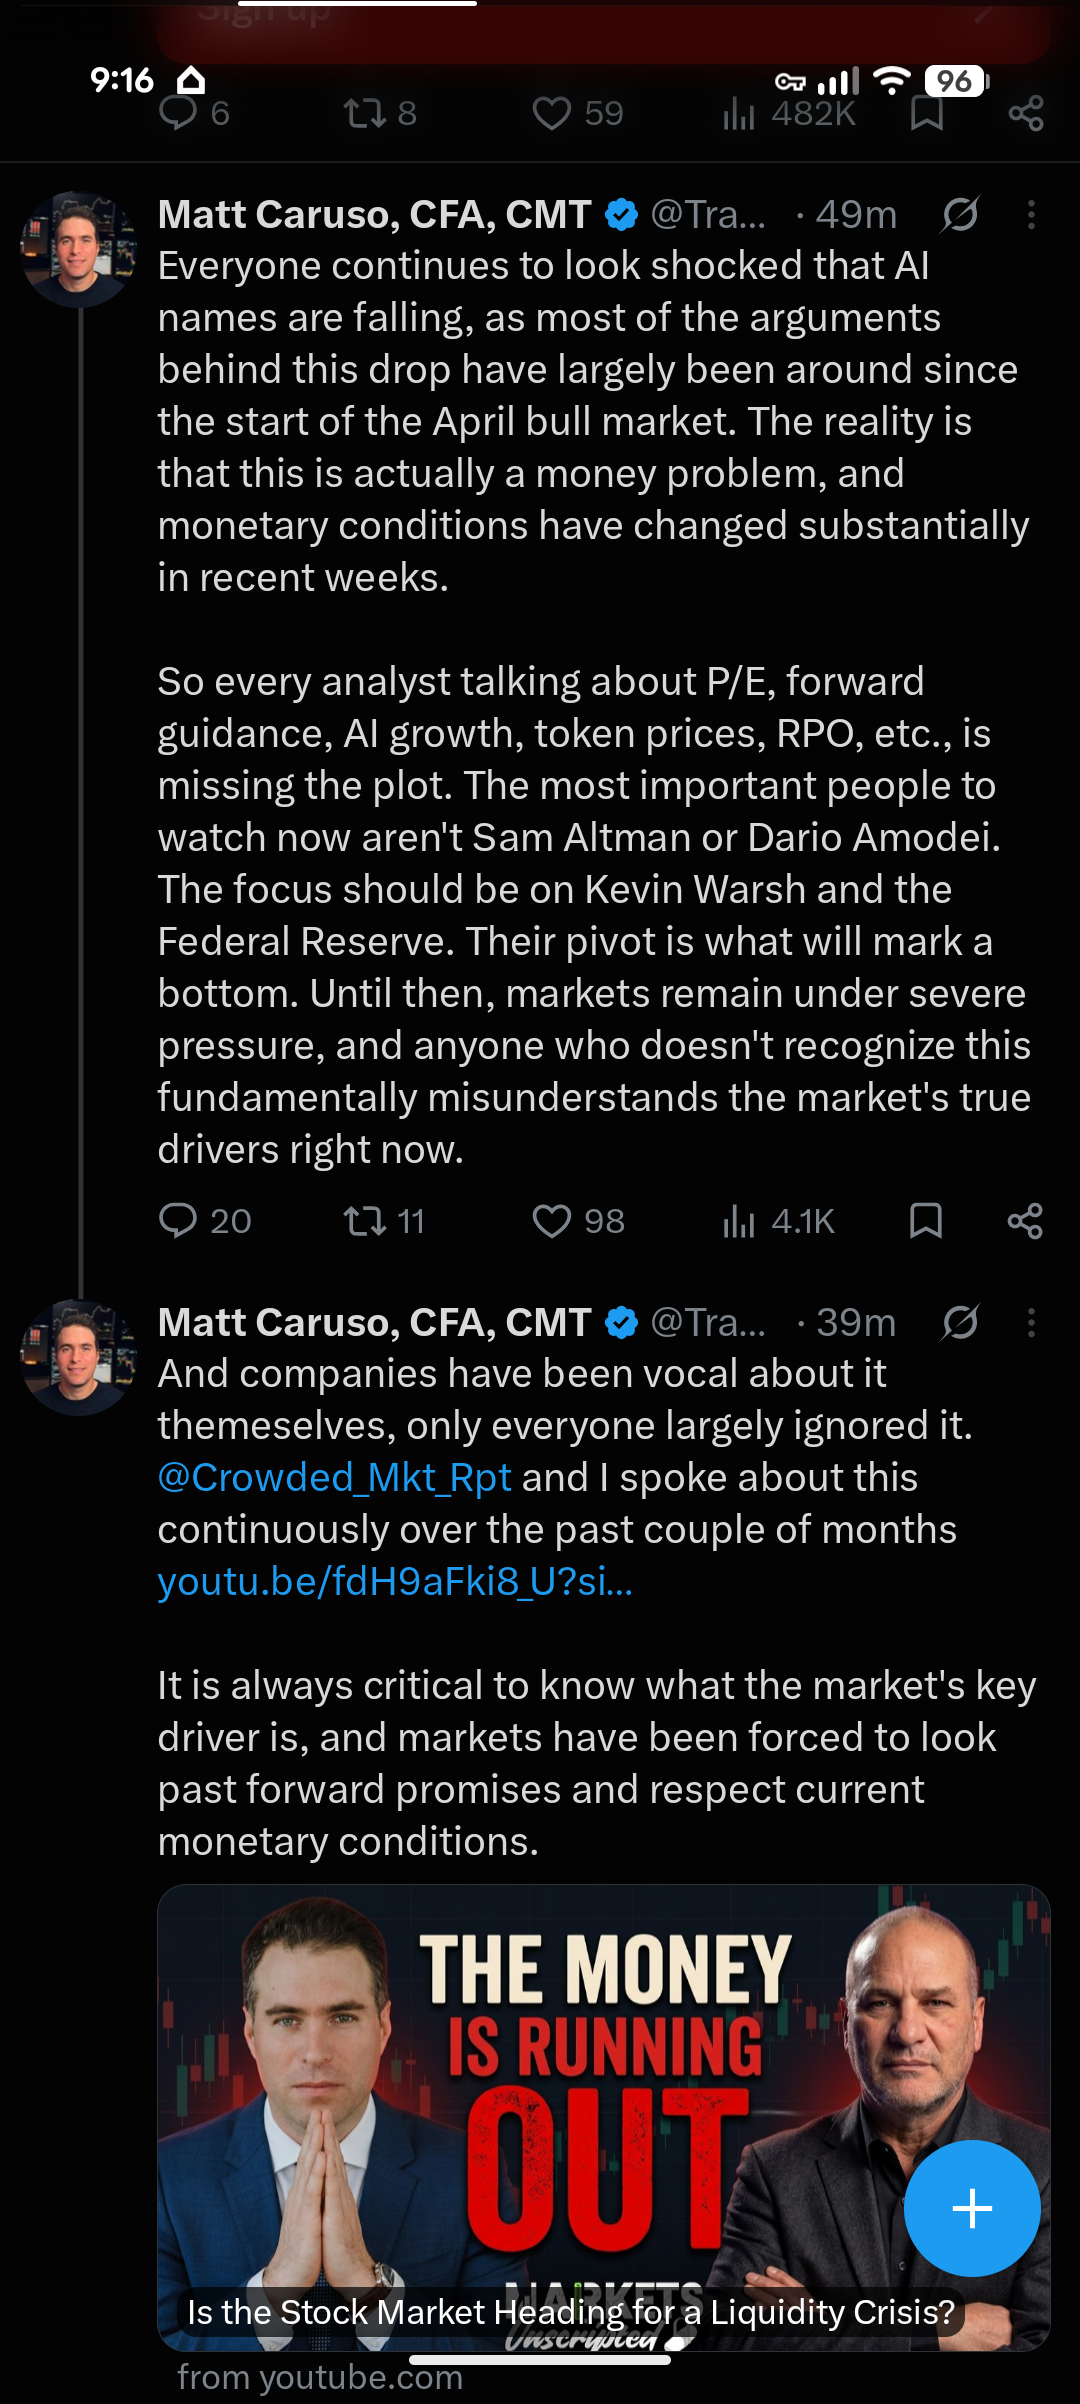 Sign up
9:16 96
6 8 59 482K
Matt Caruso, CFA, CMT @Tra... · 49m
Everyone continues to look shocked that AI
names are falling, as most of the arguments
behind this drop have largely been around since
the start of the April bull market. The reality is
that this is actually a money problem, and
monetary conditions have changed substantially
in recent weeks.
So every analyst talking about P/E, forward
guidance, AI growth, token prices, RPO, etc., is
missing the plot. The most important people to
watch now aren't Sam Altman or Dario Amodei.
The focus should be on Kevin Warsh and the
Federal Reserve. Their pivot is what will mark a
bottom. Until then, markets remain under severe
pressure, and anyone who doesn't recognize this
fundamentally misunderstands the market's true
drivers right now.
20 11 98 4.1K
Matt Caruso, CFA, CMT @Tra... · 39m
And companies have been vocal about it
themeselves, only everyone largely ignored it.
@Crowded_Mkt_Rpt and I spoke about this
continuously over the past couple of months
youtu.be/fdH9aFki8_U?si...
It is always critical to know what the market's key
driver is, and markets have been forced to look
past forward promises and respect current
monetary conditions.
THE MONEY
IS RUNNING
OUT
MARKETS
Unscripted
Is the Stock Market Heading for a Liquidity Crisis?
from youtube.com